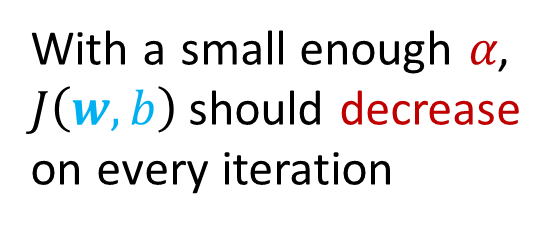 With a small enough α,
J(w, b) should decrease
on every iteration